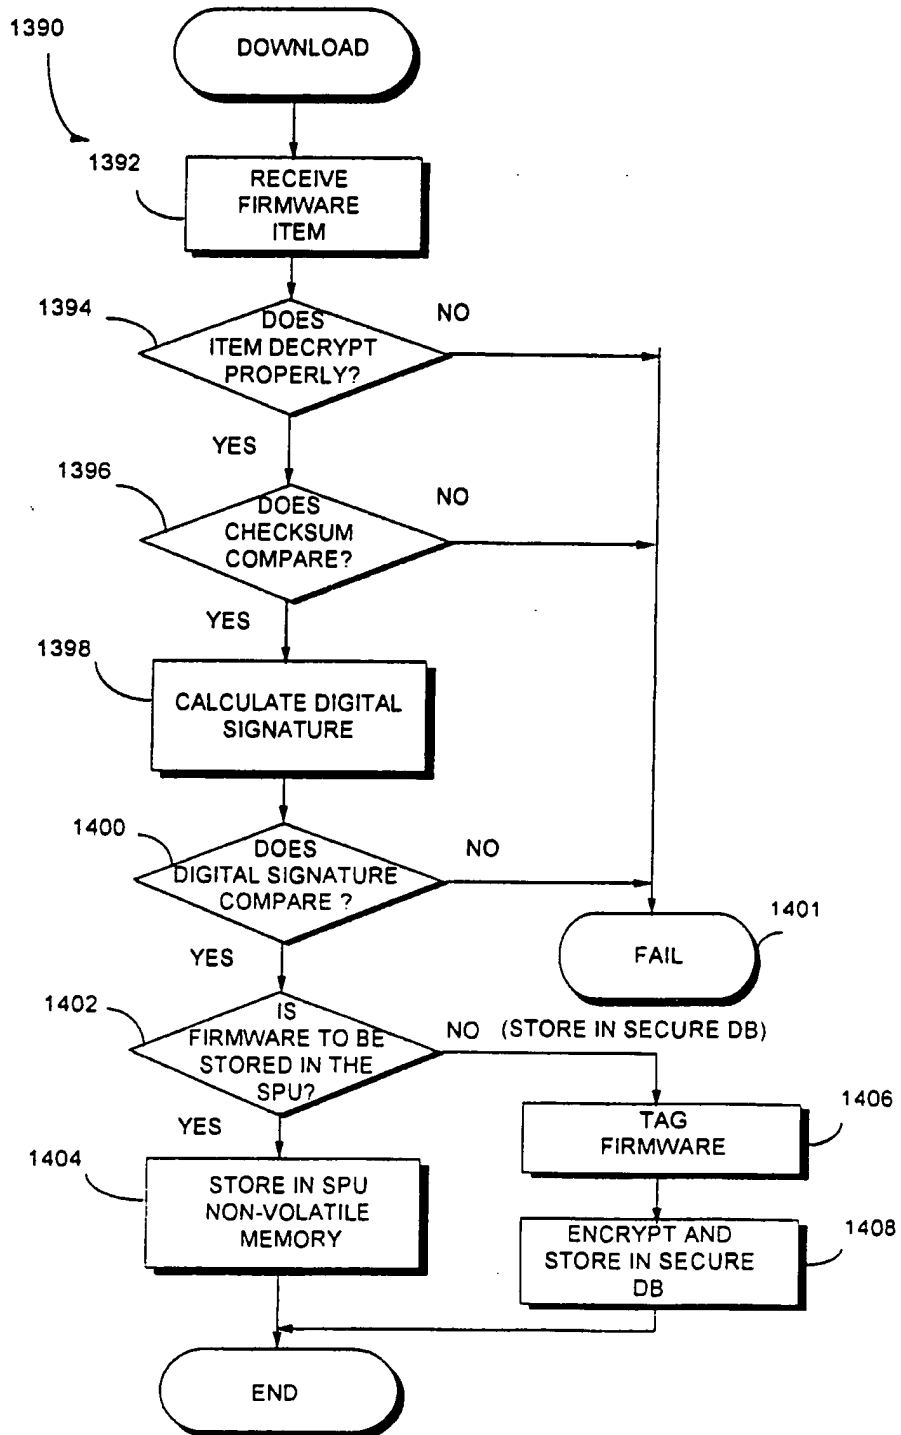 1390
DOWNLOAD
1392
RECEIVE
FIRMWARE
ITEM
1394
DOES
ITEM DECRYPT
PROPERLY?
NO
YES
1396
DOES
CHECKSUM
COMPARE?
NO
YES
1398
CALCULATE DIGITAL
SIGNATURE
1400
DOES
DIGITAL SIGNATURE
COMPARE ?
NO
YES
1401
FAIL
1402
IS
FIRMWARE TO BE
STORED IN THE
SPU?
NO (STORE IN SECURE DB)
YES
1406
TAG
FIRMWARE
1404
STORE IN SPU
NON-VOLATILE
MEMORY
1408
ENCRYPT AND
STORE IN SECURE
DB
END